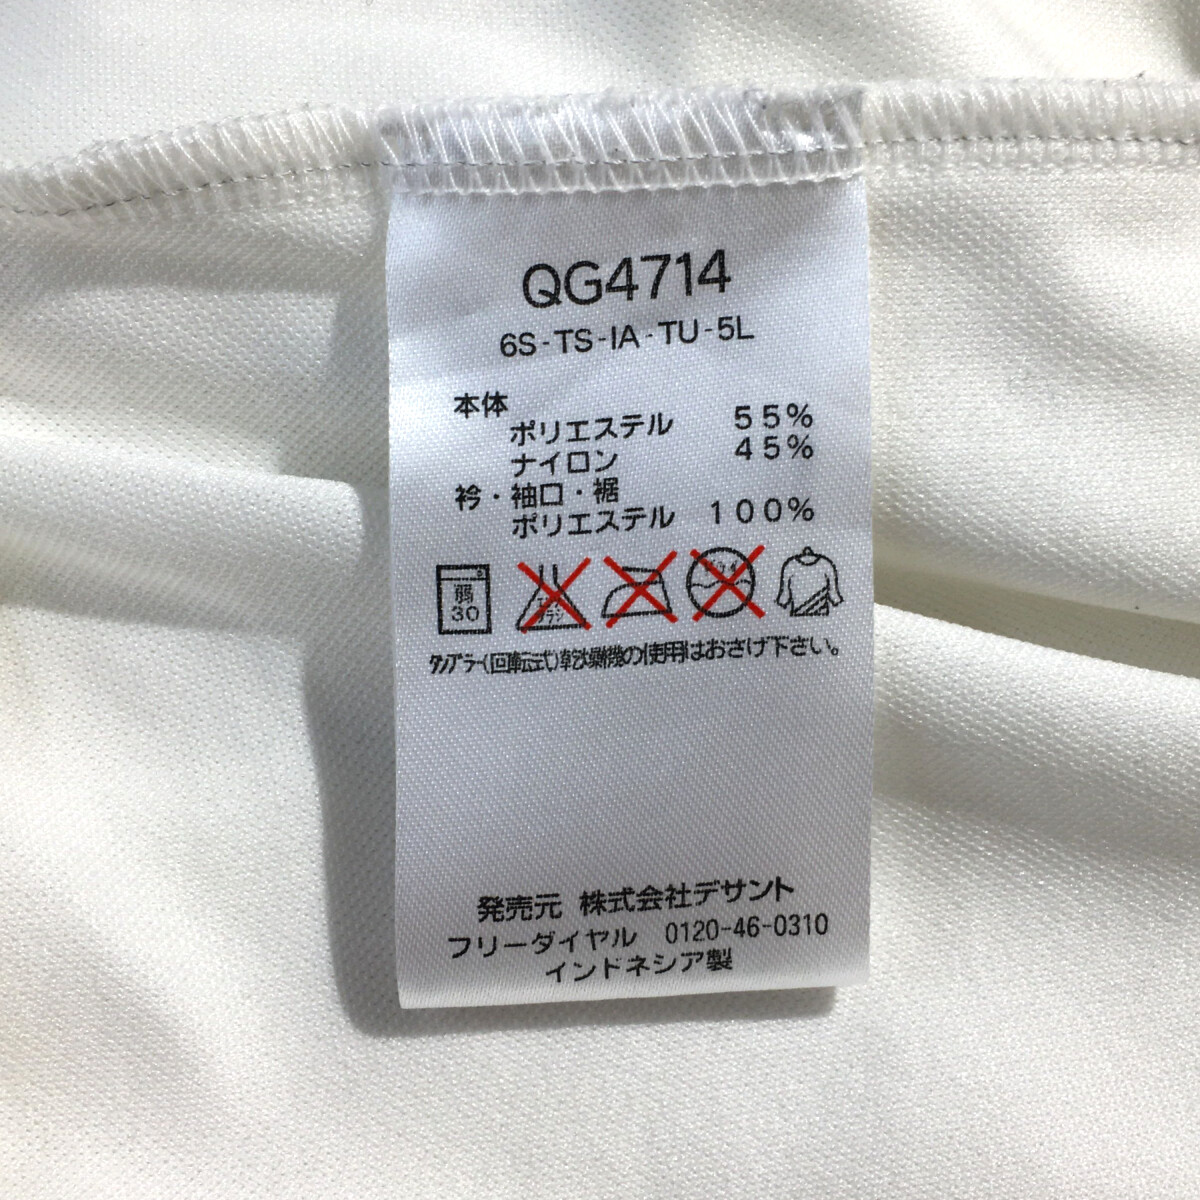 QG4714
6S-TS-IA-TU-5L
本体
ポリエステル 55%
ナイロン 45%
衿・袖口・裾
ポリエステル 100%
弱
30
タンブラー(回転式)乾燥機の使用はおさけ下さい。
発売元 株式会社デサント
フリーダイヤル 0120-46-0310
インドネシア製